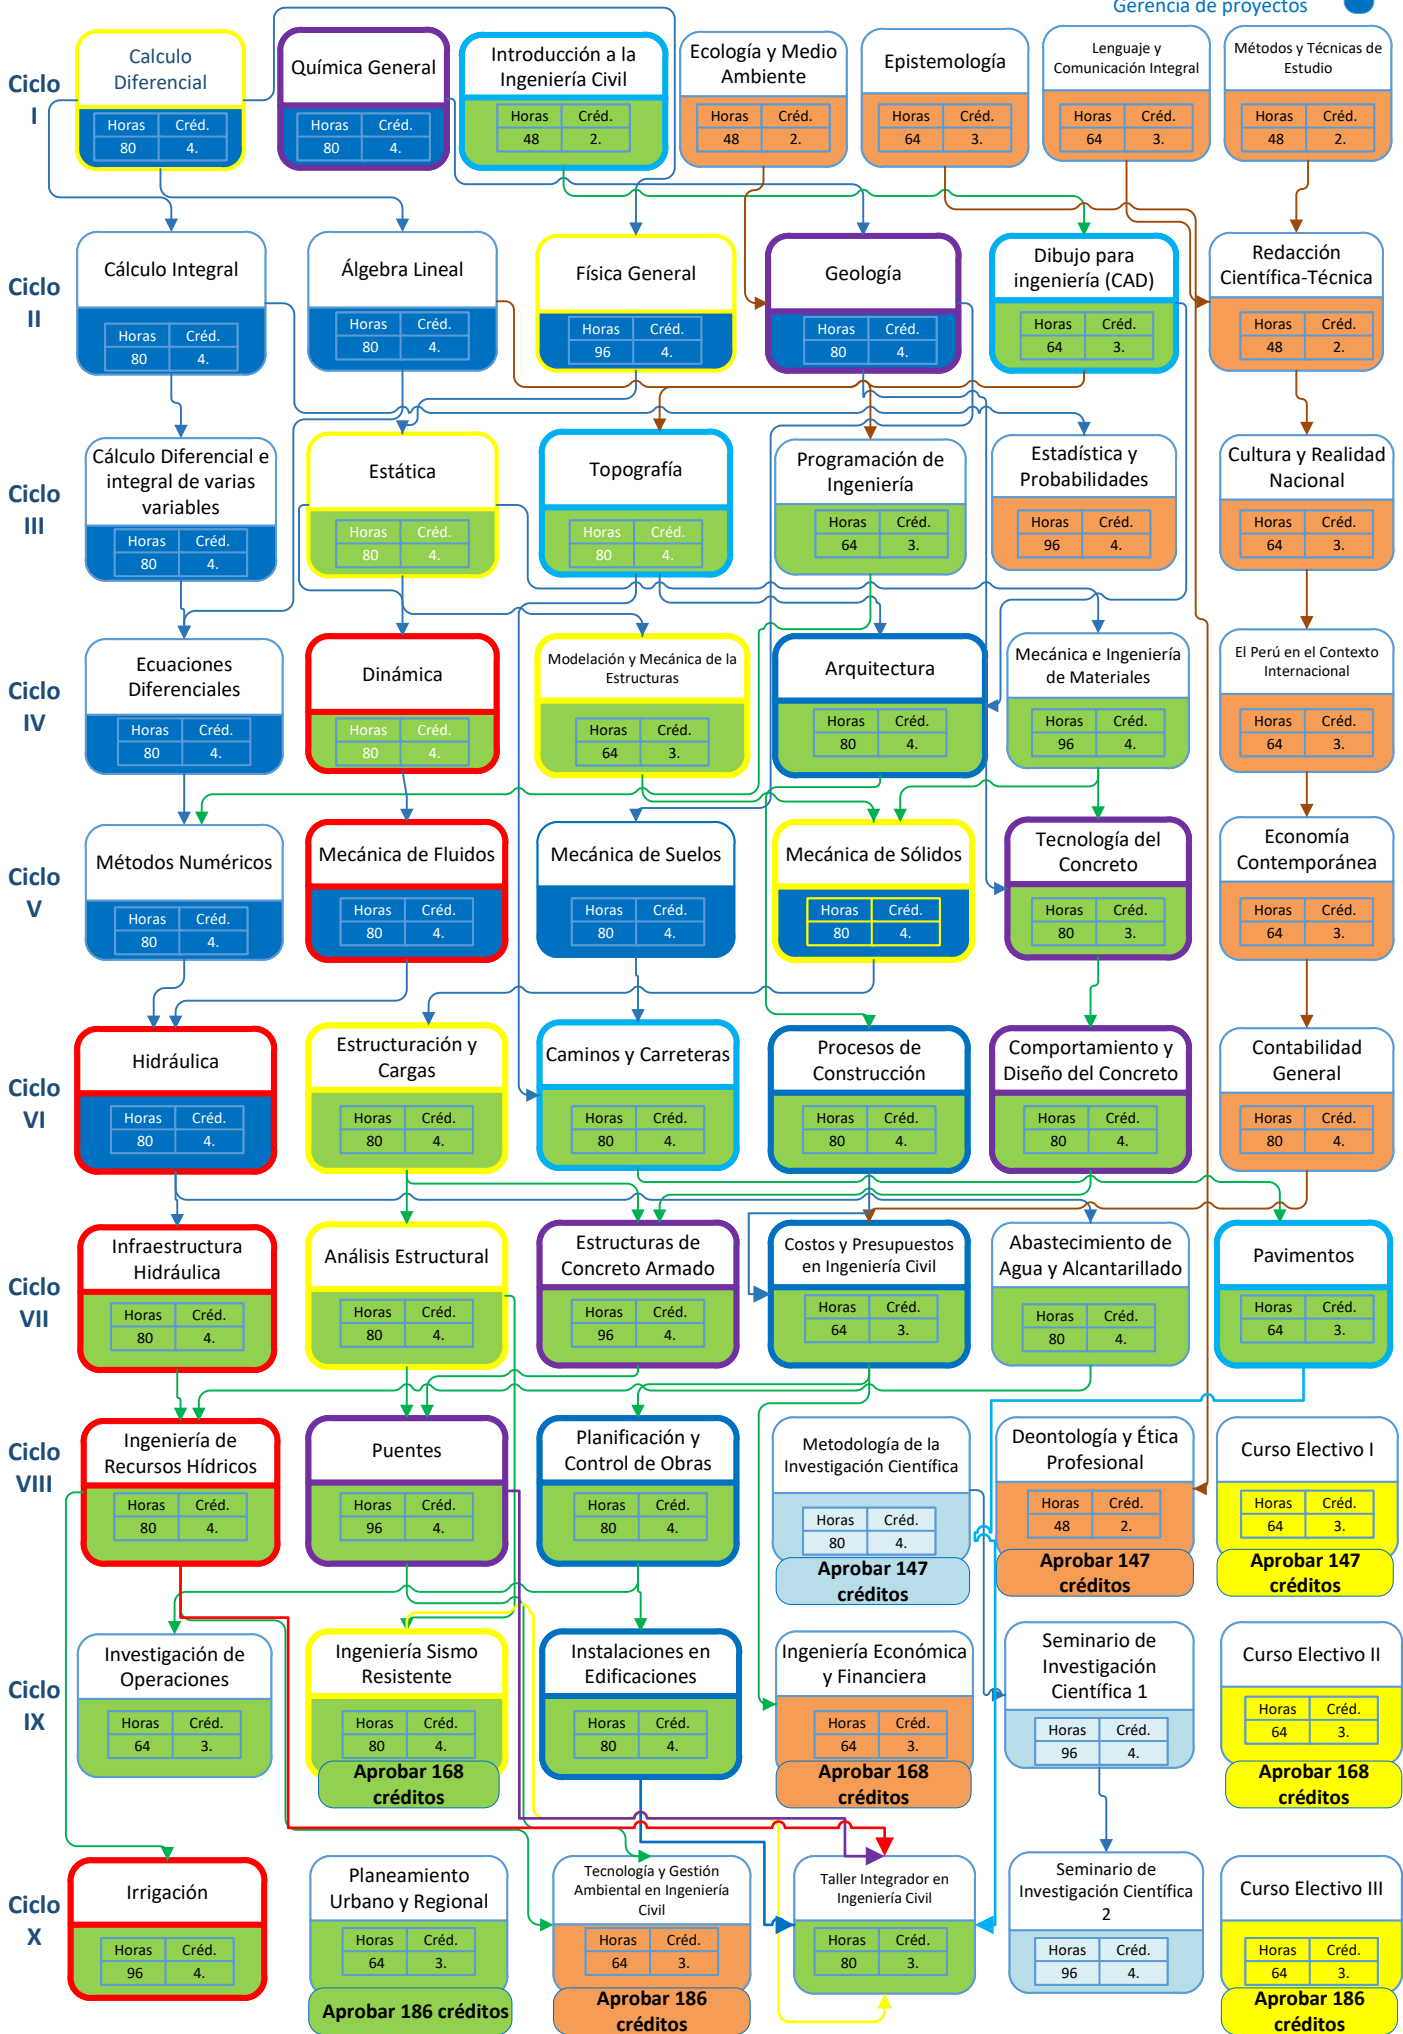 Gerencia de proyectos
Ciclo
I
Calculo
Diferencial
Horas Créd.
80 4.
Química General
Horas Créd.
80 4.
Introducción a la
Ingeniería Civil
Horas Créd.
48 2.
Ecología y Medio
Ambiente
Horas Créd.
48 2.
Epistemología
Horas Créd.
64 3.
Lenguaje y
Comunicación Integral
Horas Créd.
64 3.
Métodos y Técnicas de
Estudio
Horas Créd.
48 2.
Ciclo
II
Cálculo Integral
Horas Créd.
80 4.
Álgebra Lineal
Horas Créd.
80 4.
Física General
Horas Créd.
96 4.
Geología
Horas Créd.
80 4.
Dibujo para
ingeniería (CAD)
Horas Créd.
64 3.
Redacción
Científica-Técnica
Horas Créd.
48 2.
Ciclo
III
Cálculo Diferencial e
integral de varias
variables
Horas Créd.
80 4.
Estática
Horas Créd.
80 4.
Topografía
Horas Créd.
80 4.
Programación de
Ingeniería
Horas Créd.
64 3.
Estadística y
Probabilidades
Horas Créd.
96 4.
Cultura y Realidad
Nacional
Horas Créd.
64 3.
Ciclo
IV
Ecuaciones
Diferenciales
Horas Créd.
80 4.
Dinámica
Horas Créd.
80 4.
Modelación y Mecánica de la
Estructuras
Horas Créd.
64 3.
Arquitectura
Horas Créd.
80 4.
Mecánica e Ingeniería
de Materiales
Horas Créd.
96 4.
El Perú en el Contexto
Internacional
Horas Créd.
64 3.
Ciclo
V
Métodos Numéricos
Horas Créd.
80 4.
Mecánica de Fluidos
Horas Créd.
80 4.
Mecánica de Suelos
Horas Créd.
80 4.
Mecánica de Sólidos
Horas Créd.
80 4.
Tecnología del
Concreto
Horas Créd.
80 3.
Economía
Contemporánea
Horas Créd.
64 3.
Ciclo
VI
Hidráulica
Horas Créd.
80 4.
Estructuración y
Cargas
Horas Créd.
80 4.
Caminos y Carreteras
Horas Créd.
80 4.
Procesos de
Construcción
Horas Créd.
80 4.
Comportamiento y
Diseño del Concreto
Horas Créd.
80 4.
Contabilidad
General
Horas Créd.
80 4.
Ciclo
VII
Infraestructura
Hidráulica
Horas Créd.
80 4.
Análisis Estructural
Horas Créd.
80 4.
Estructuras de
Concreto Armado
Horas Créd.
96 4.
Costos y Presupuestos
en Ingeniería Civil
Horas Créd.
64 3.
Abastecimiento de
Agua y Alcantarillado
Horas Créd.
80 4.
Pavimentos
Horas Créd.
64 3.
Ciclo
VIII
Ingeniería de
Recursos Hídricos
Horas Créd.
80 4.
Puentes
Horas Créd.
96 4.
Planificación y
Control de Obras
Horas Créd.
80 4.
Metodología de la
Investigación Científica
Horas Créd.
80 4.
Aprobar 147
créditos
Deontología y Ética
Profesional
Horas Créd.
48 2.
Aprobar 147
créditos
Curso Electivo I
Horas Créd.
64 3.
Aprobar 147
créditos
Ciclo
IX
Investigación de
Operaciones
Horas Créd.
64 3.
Ingeniería Sismo
Resistente
Horas Créd.
80 4.
Aprobar 168
créditos
Instalaciones en
Edificaciones
Horas Créd.
80 4.
Ingeniería Económica
y Financiera
Horas Créd.
64 3.
Aprobar 168
créditos
Seminario de
Investigación
Científica 1
Horas Créd.
96 4.
Curso Electivo II
Horas Créd.
64 3.
Aprobar 168
créditos
Ciclo
X
Irrigación
Horas Créd.
96 4.
Planeamiento
Urbano y Regional
Horas Créd.
64 3.
Aprobar 186 créditos
Tecnología y Gestión
Ambiental en Ingeniería
Civil
Horas Créd.
64 3.
Aprobar 186
créditos
Taller Integrador en
Ingeniería Civil
Horas Créd.
80 3.
Seminario de
Investigación Científica
2
Horas Créd.
96 4.
Curso Electivo III
Horas Créd.
64 3.
Aprobar 186
créditos